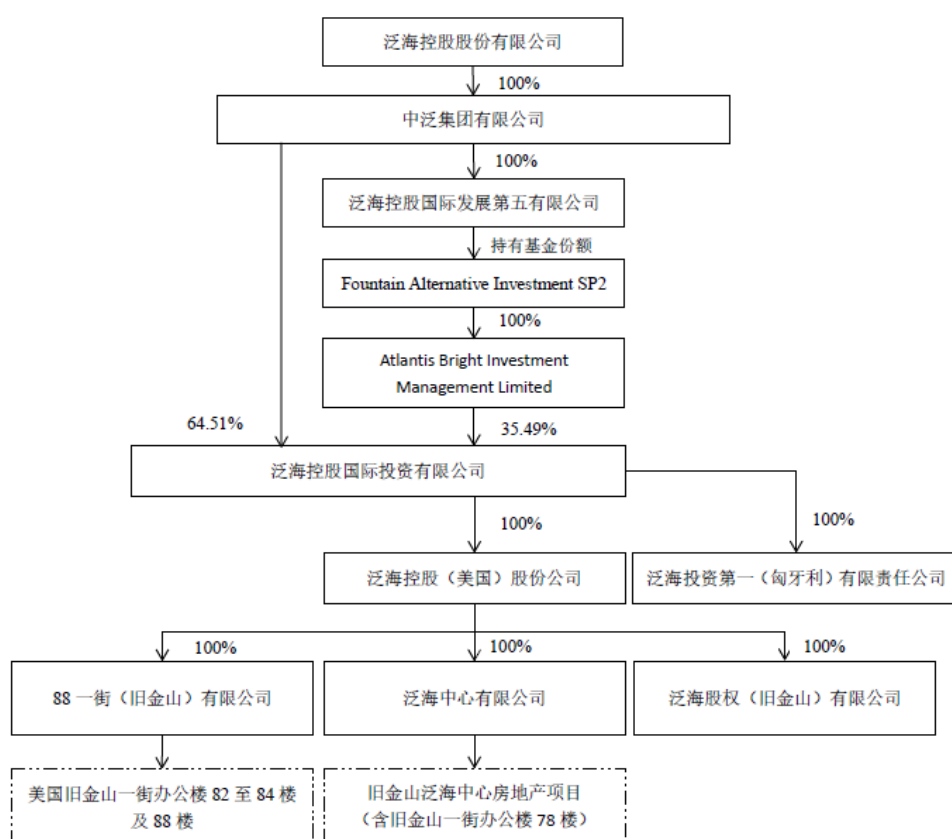 泛海控股股份有限公司
100%
中泛集团有限公司
100%
泛海控股国际发展第五有限公司
持有基金份额
Fountain Alternative Investment SP2
100%
Atlantis Bright Investment
Management Limited
64.51%
35.49%
泛海控股国际投资有限公司
100%
100%
泛海控股（美国）股份公司
泛海投资第一（匈牙利）有限责任公司
100%
100%
100%
88 一街（旧金山）有限公司
泛海中心有限公司
泛海股权（旧金山）有限公司
美国旧金山一街办公楼 82 至 84 楼
及 88 楼
旧金山泛海中心房地产项目
（含旧金山一街办公楼 78 楼）